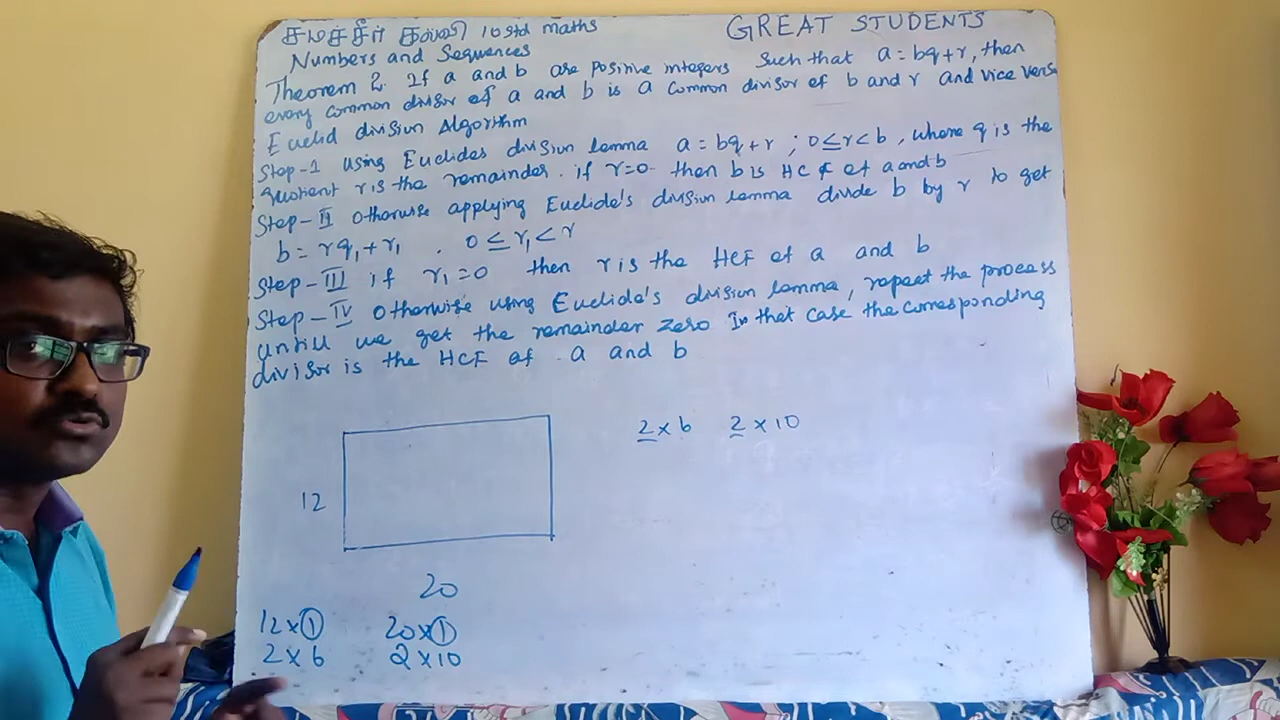 சமச்சீர் கல்வி 10 std maths
GREAT STUDENTS
Numbers and Sequences
Theorem 2. If a and b are positive integers such that a = bq + r, then
every common divisor of a and b is a common divisor of b and r and vice versa
Euclid division Algorithm
Step-1 using Euclides division lemma a = bq + r ; 0 ≤ r < b, where q is the
quotient r is the remainder. if r=0 then b is HCF of a and b
Step-II otherwise applying Euclide's division lemma divide b by r to get
b = rq₁ + r₁ . 0 ≤ r₁ < r
Step-III if r₁=0 then r is the HCF of a and b
Step-IV otherwise using Euclide's division lemma, repeat the process
untill we get the remainder zero In that case the corresponding
divisor is the HCF of a and b
2 × 6 2 × 10
12
20
12 × 1 20 × 1
2 × 6 2 × 10